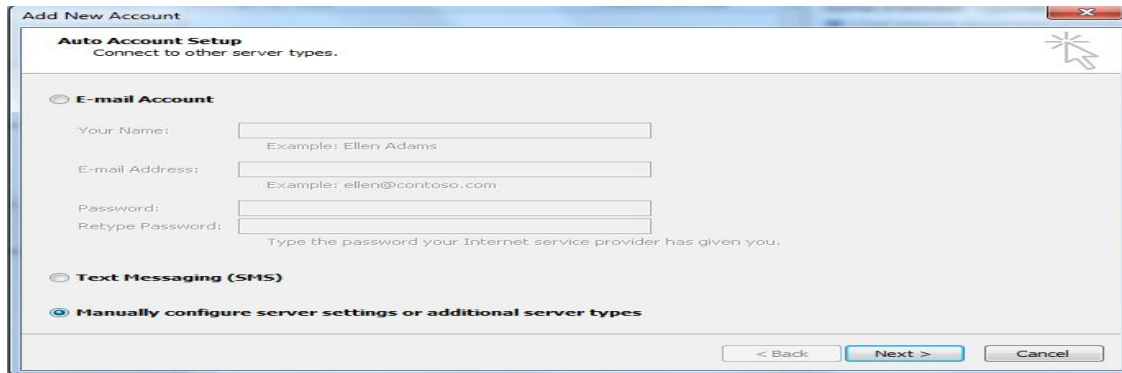 Add New Account
Auto Account Setup
Connect to other server types.
E-mail Account
Your Name:
Example: Ellen Adams
E-mail Address:
Example: ellen@contoso.com
Password:
Retype Password:
Type the password your Internet service provider has given you.
Text Messaging (SMS)
Manually configure server settings or additional server types
< Back Next > Cancel